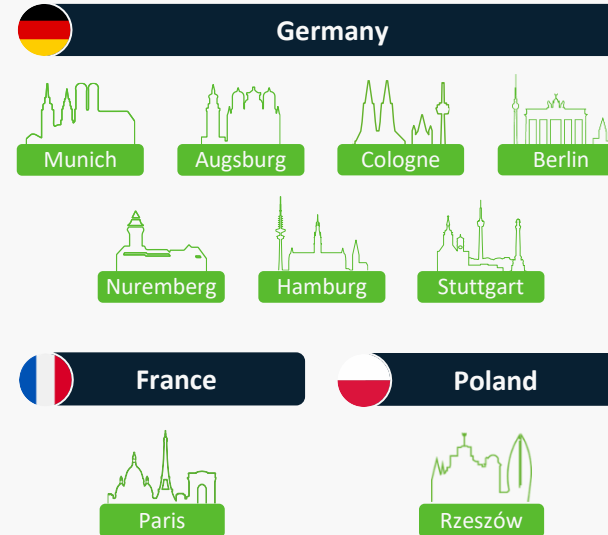 Germany
Munich
Augsburg
Cologne
Berlin
Nuremberg
Hamburg
Stuttgart
France
Poland
Paris
Rzeszów